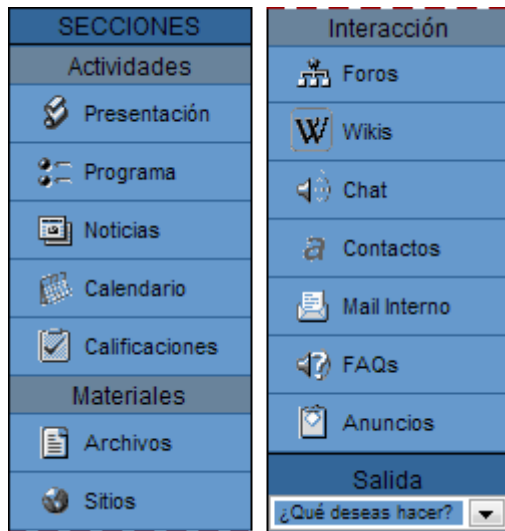 SECCIONES
Actividades
Presentación
Programa
Noticias
Calendario
Calificaciones
Materiales
Archivos
Sitios
Interacción
Foros
Wikis
Chat
Contactos
Mail Interno
FAQs
Anuncios
Salida
¿Qué deseas hacer?